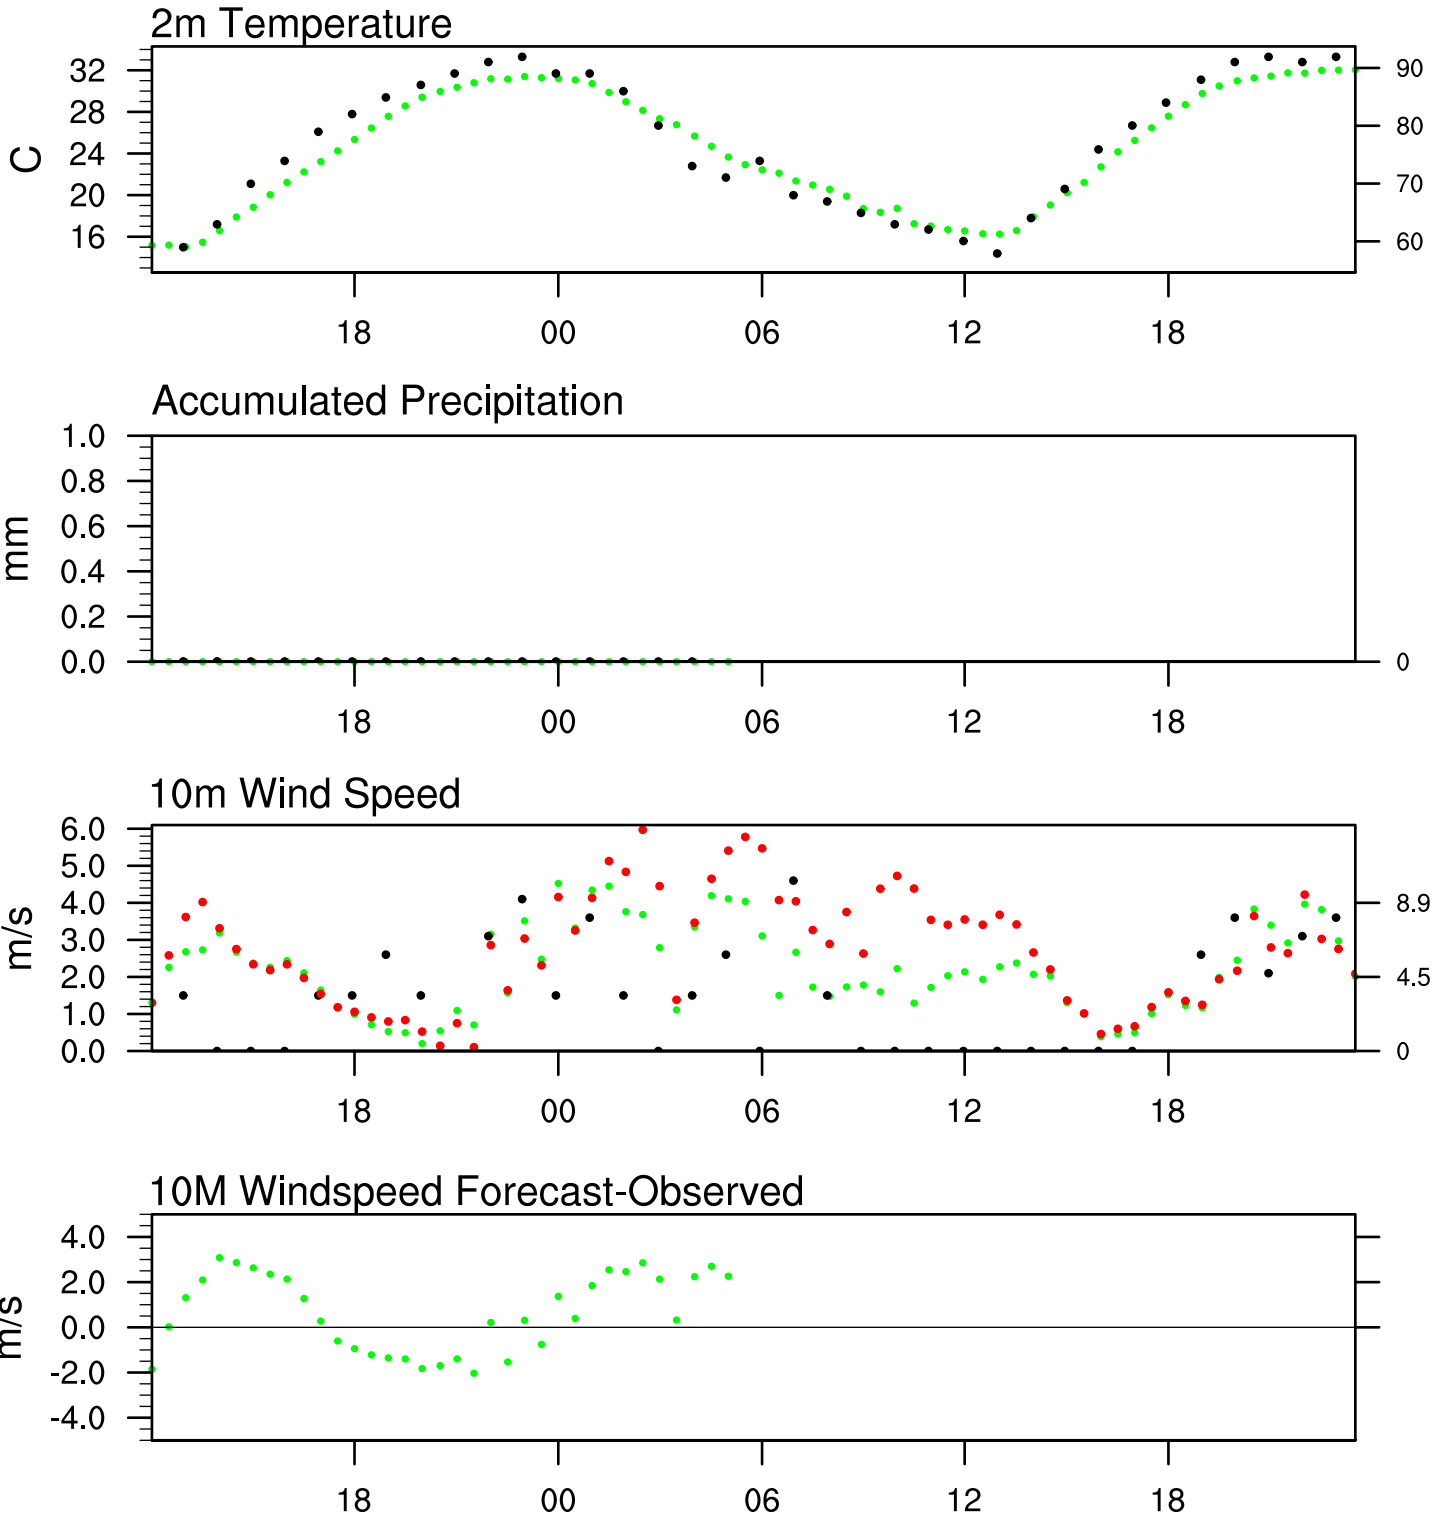 2m Temperature
32
28
24
20
16
C
90
80
70
60
18 00 06 12 18
Accumulated Precipitation
1.0
0.8
0.6
0.4
0.2
0.0
mm
0
18 00 06 12 18
10m Wind Speed
6.0
5.0
4.0
3.0
2.0
1.0
0.0
m/s
8.9
4.5
0
18 00 06 12 18
10M Windspeed Forecast-Observed
4.0
2.0
0.0
-2.0
-4.0
m/s
18 00 06 12 18